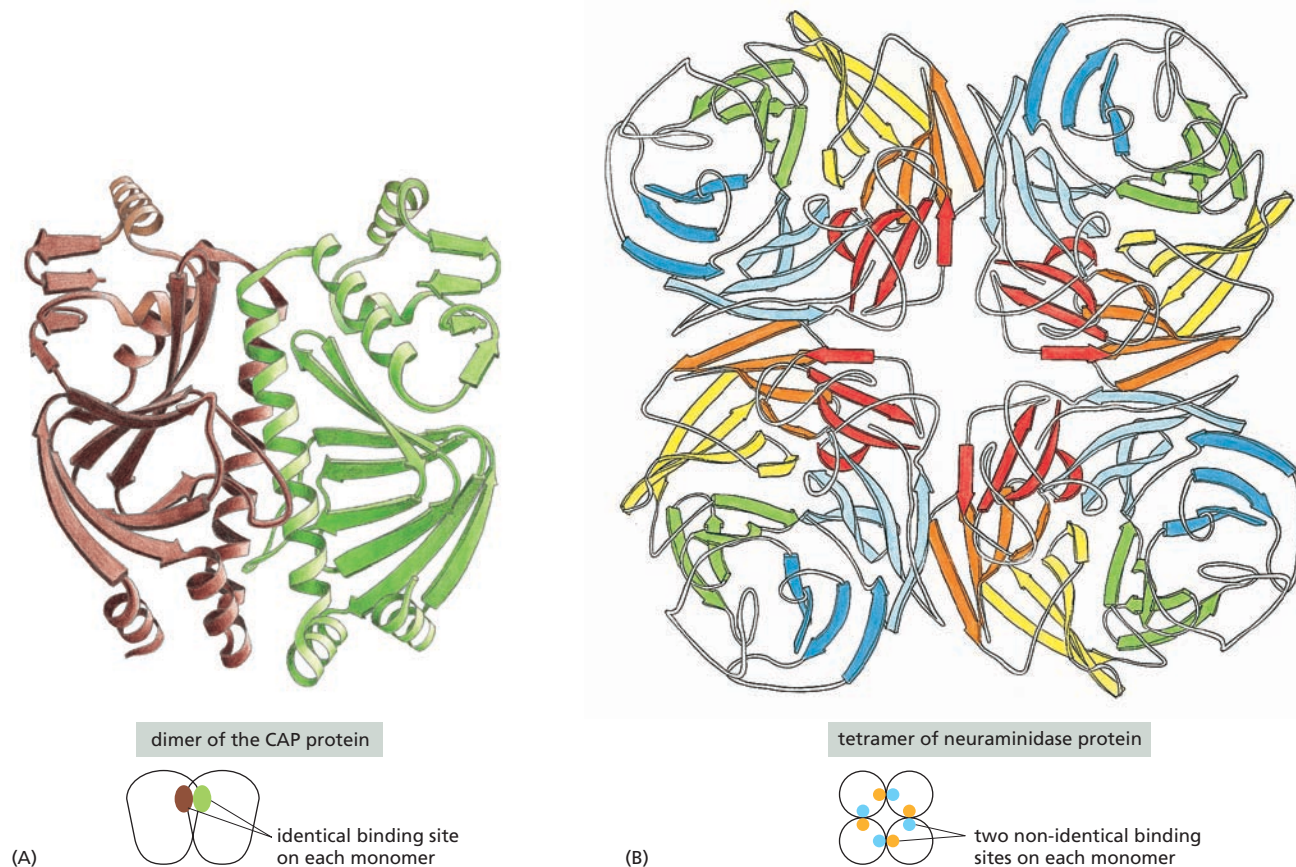 dimer of the CAP protein
identical binding site
on each monomer
(A)
tetramer of neuraminidase protein
two non-identical binding
sites on each monomer
(B)